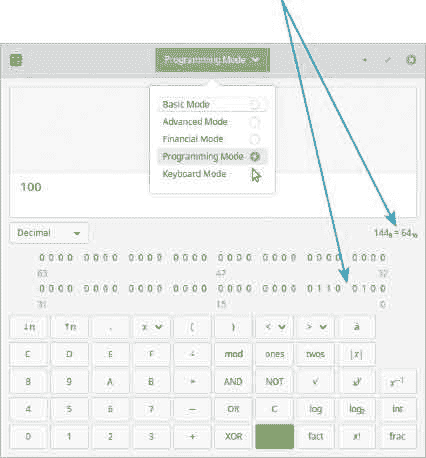 Programming Mode
Basic Mode
Advanced Mode
Financial Mode
Programming Mode
Keyboard Mode
100
Decimal
144₈ = 64₁₆
0000 0000 0000 0000 0000 0000 0000 0000
63 47 32
0000 0000 0000 0000 0000 0000 0110 0100
31 15 0
↓n ↑n . x ( ) < > a
C D E F ÷ mod ones twos |x|
8 9 A B × AND NOT √ xʸ x⁻¹
4 5 6 7 − OR C log log₂ int
0 1 2 3 + XOR fact x! frac